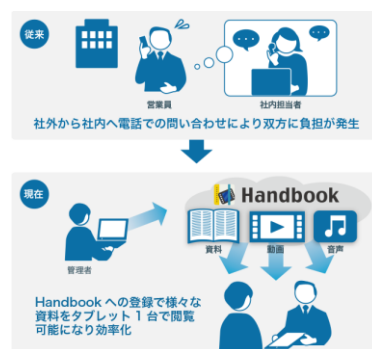 従来
営業員
社内担当者
社外から社内へ電話での問い合わせにより双方に負担が発生
現在
Handbook
資料
動画
音声
管理者
Handbook への登録で様々な
資料をタブレット 1 台で閲覧
可能になり効率化